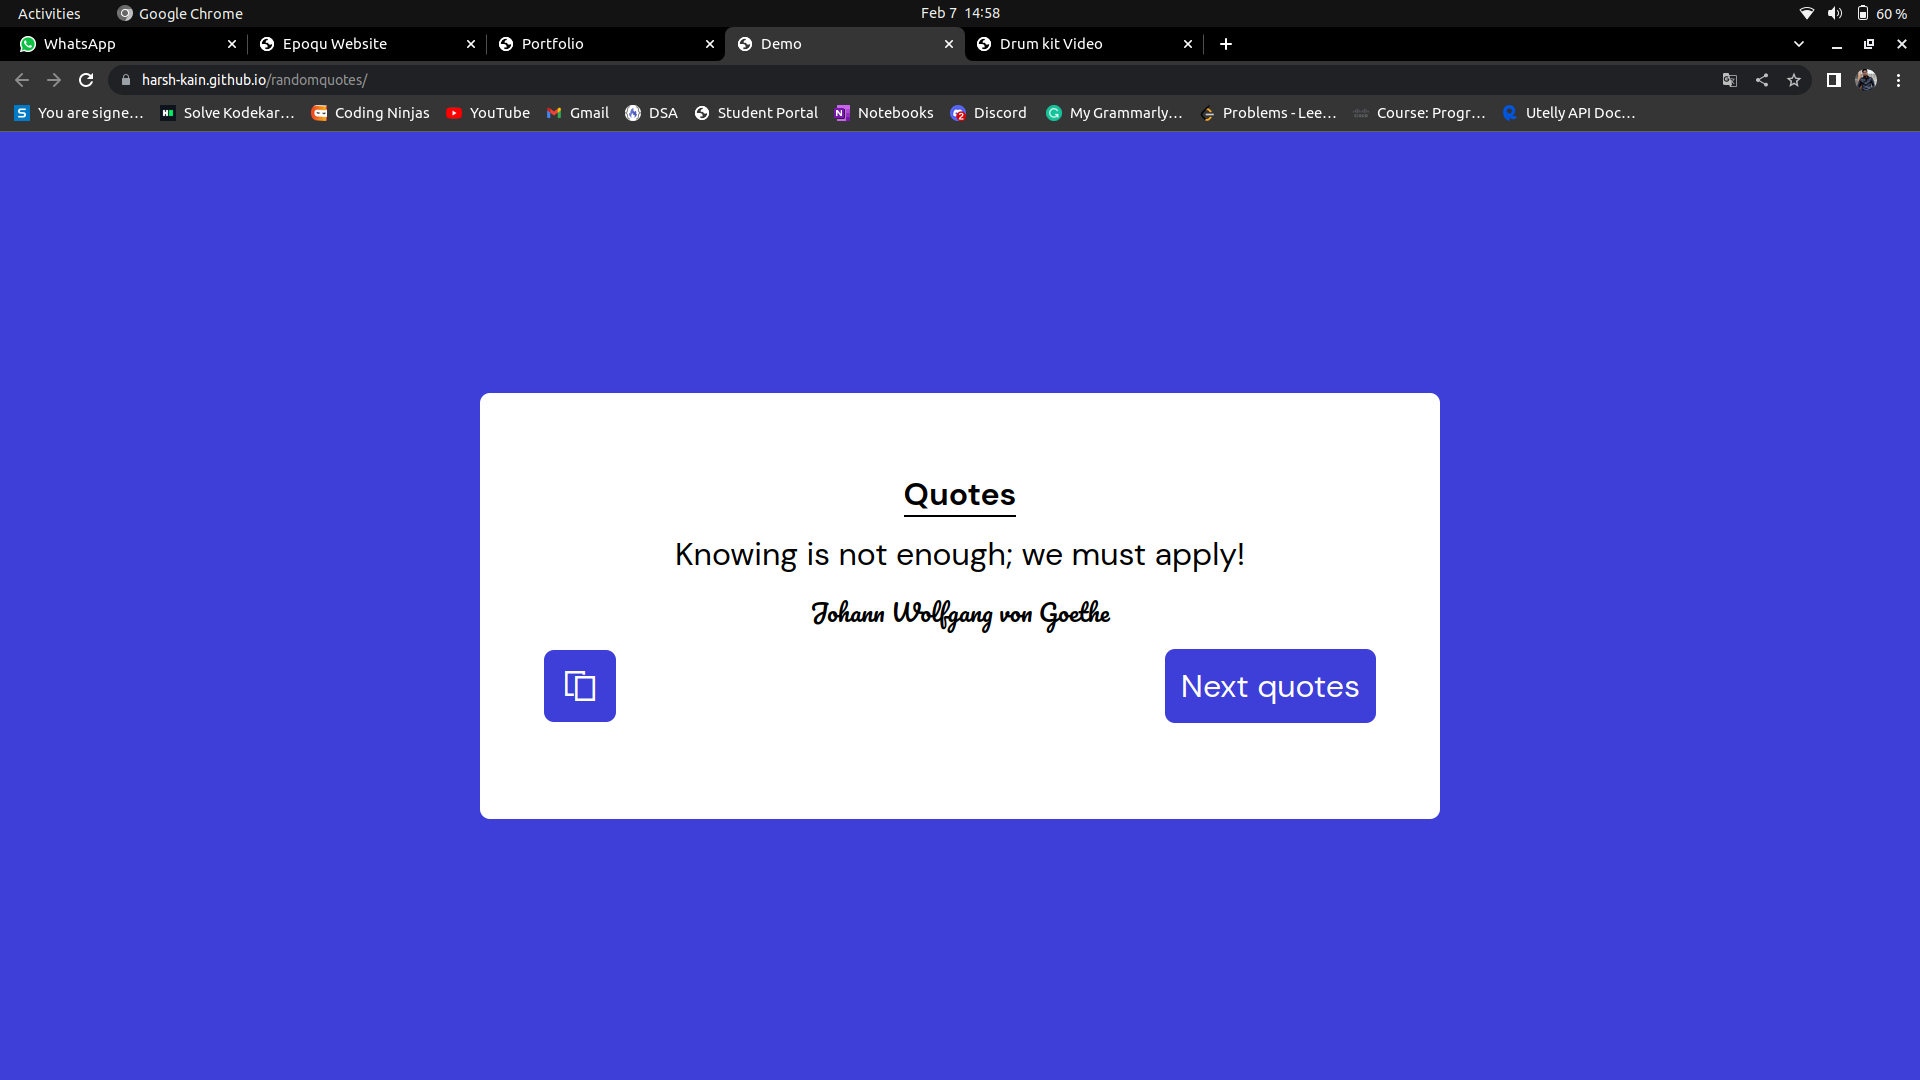 Activities Google Chrome Feb 7 14:58 60 %
WhatsApp Epoqu Website Portfolio Demo Drum kit Video
harsh-kain.github.io/randomquotes/
You are signe... Solve Kodekar... Coding Ninjas YouTube Gmail DSA Student Portal Notebooks Discord My Grammarly... Problems - Lee... Course: Progr... Utelly API Doc...
Quotes
Knowing is not enough; we must apply!
Johann Wolfgang von Goethe
Next quotes